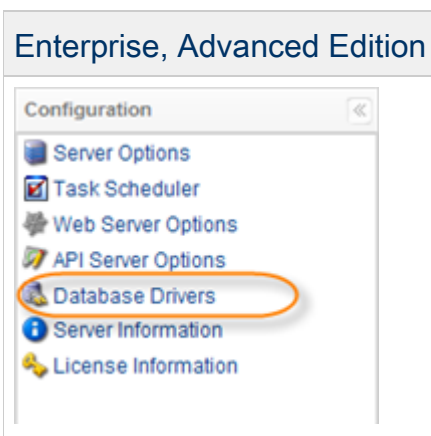 Enterprise, Advanced Edition
Configuration
Server Options
Task Scheduler
Web Server Options
API Server Options
Database Drivers
Server Information
License Information